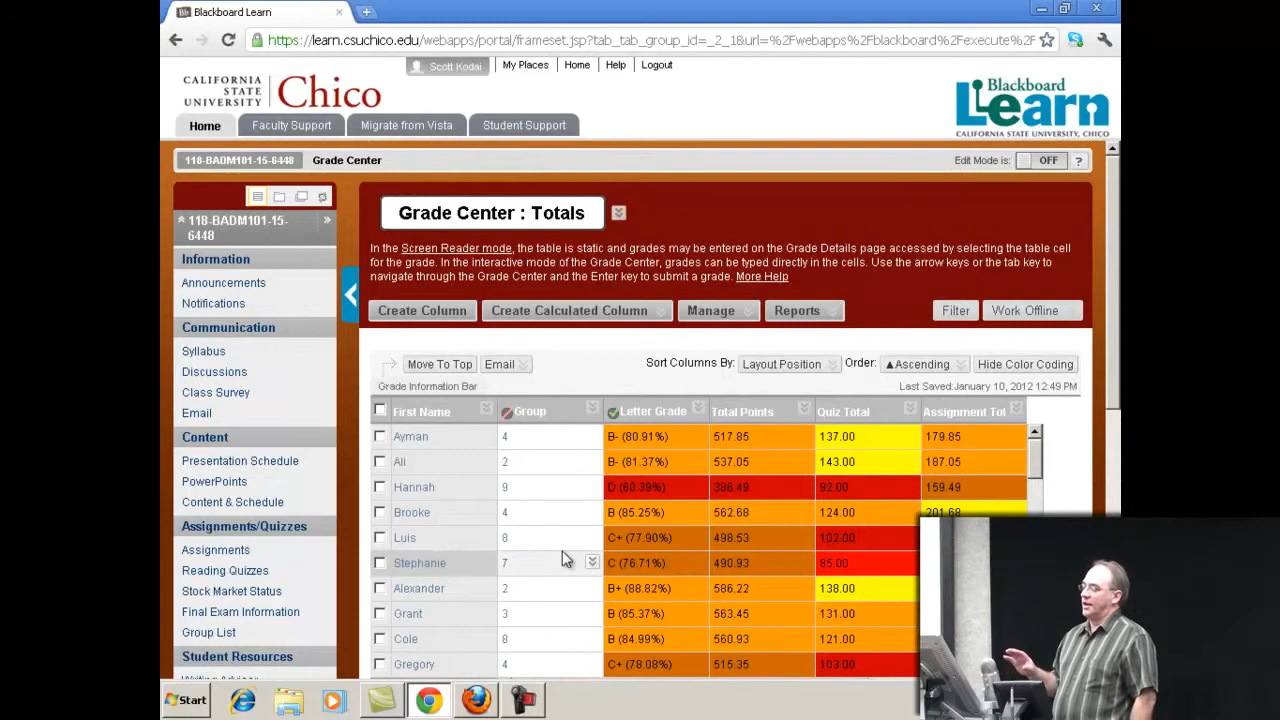 Bb Blackboard Learn
https://learn.csuchico.edu/webapps/portal/frameset.jsp?tab_tab_group_id=_2_1&url=%2Fwebapps%2Fblackboard%2Fexecute%2F
Scott Kodai My Places Home Help Logout
CALIFORNIA STATE UNIVERSITY Chico
Blackboard Learn
CALIFORNIA STATE UNIVERSITY, CHICO
Home Faculty Support Migrate from Vista Student Support
118-BADM101-15-6448 Grade Center Edit Mode is: OFF ?
118-BADM101-15-
6448
Information
Announcements
Notifications
Communication
Syllabus
Discussions
Class Survey
Email
Content
Presentation Schedule
PowerPoints
Content & Schedule
Assignments/Quizzes
Assignments
Reading Quizzes
Stock Market Status
Final Exam Information
Group List
Student Resources
Grade Center : Totals
In the Screen Reader mode, the table is static and grades may be entered on the Grade Details page accessed by selecting the table cell
for the grade. In the interactive mode of the Grade Center, grades can be typed directly in the cells. Use the arrow keys or the tab key to
navigate through the Grade Center and the Enter key to submit a grade. More Help
Create Column Create Calculated Column Manage Reports Filter Work Offline
Move To Top Email Sort Columns By: Layout Position Order: ▲Ascending Hide Color Coding
Grade Information Bar Last Saved:January 10, 2012 12:49 PM
First Name Group Letter Grade Total Points Quiz Total Assignment Tot
Ayman 4 B- (80.91%) 517.85 137.00 179.85
Ali 2 B- (81.37%) 537.05 143.00 187.05
Hannah 9 D (60.39%) 386.49 92.00 159.49
Brooke 4 B (85.25%) 562.68 124.00 201.68
Luis 8 C+ (77.90%) 498.53 102.00
Stephanie 7 C (76.71%) 490.93 85.00
Alexander 2 B+ (88.82%) 586.22 138.00
Grant 3 B (85.37%) 563.45 131.00
Cole 8 B (84.99%) 560.93 121.00
Gregory 4 C+ (78.08%) 515.35 103.00
Start